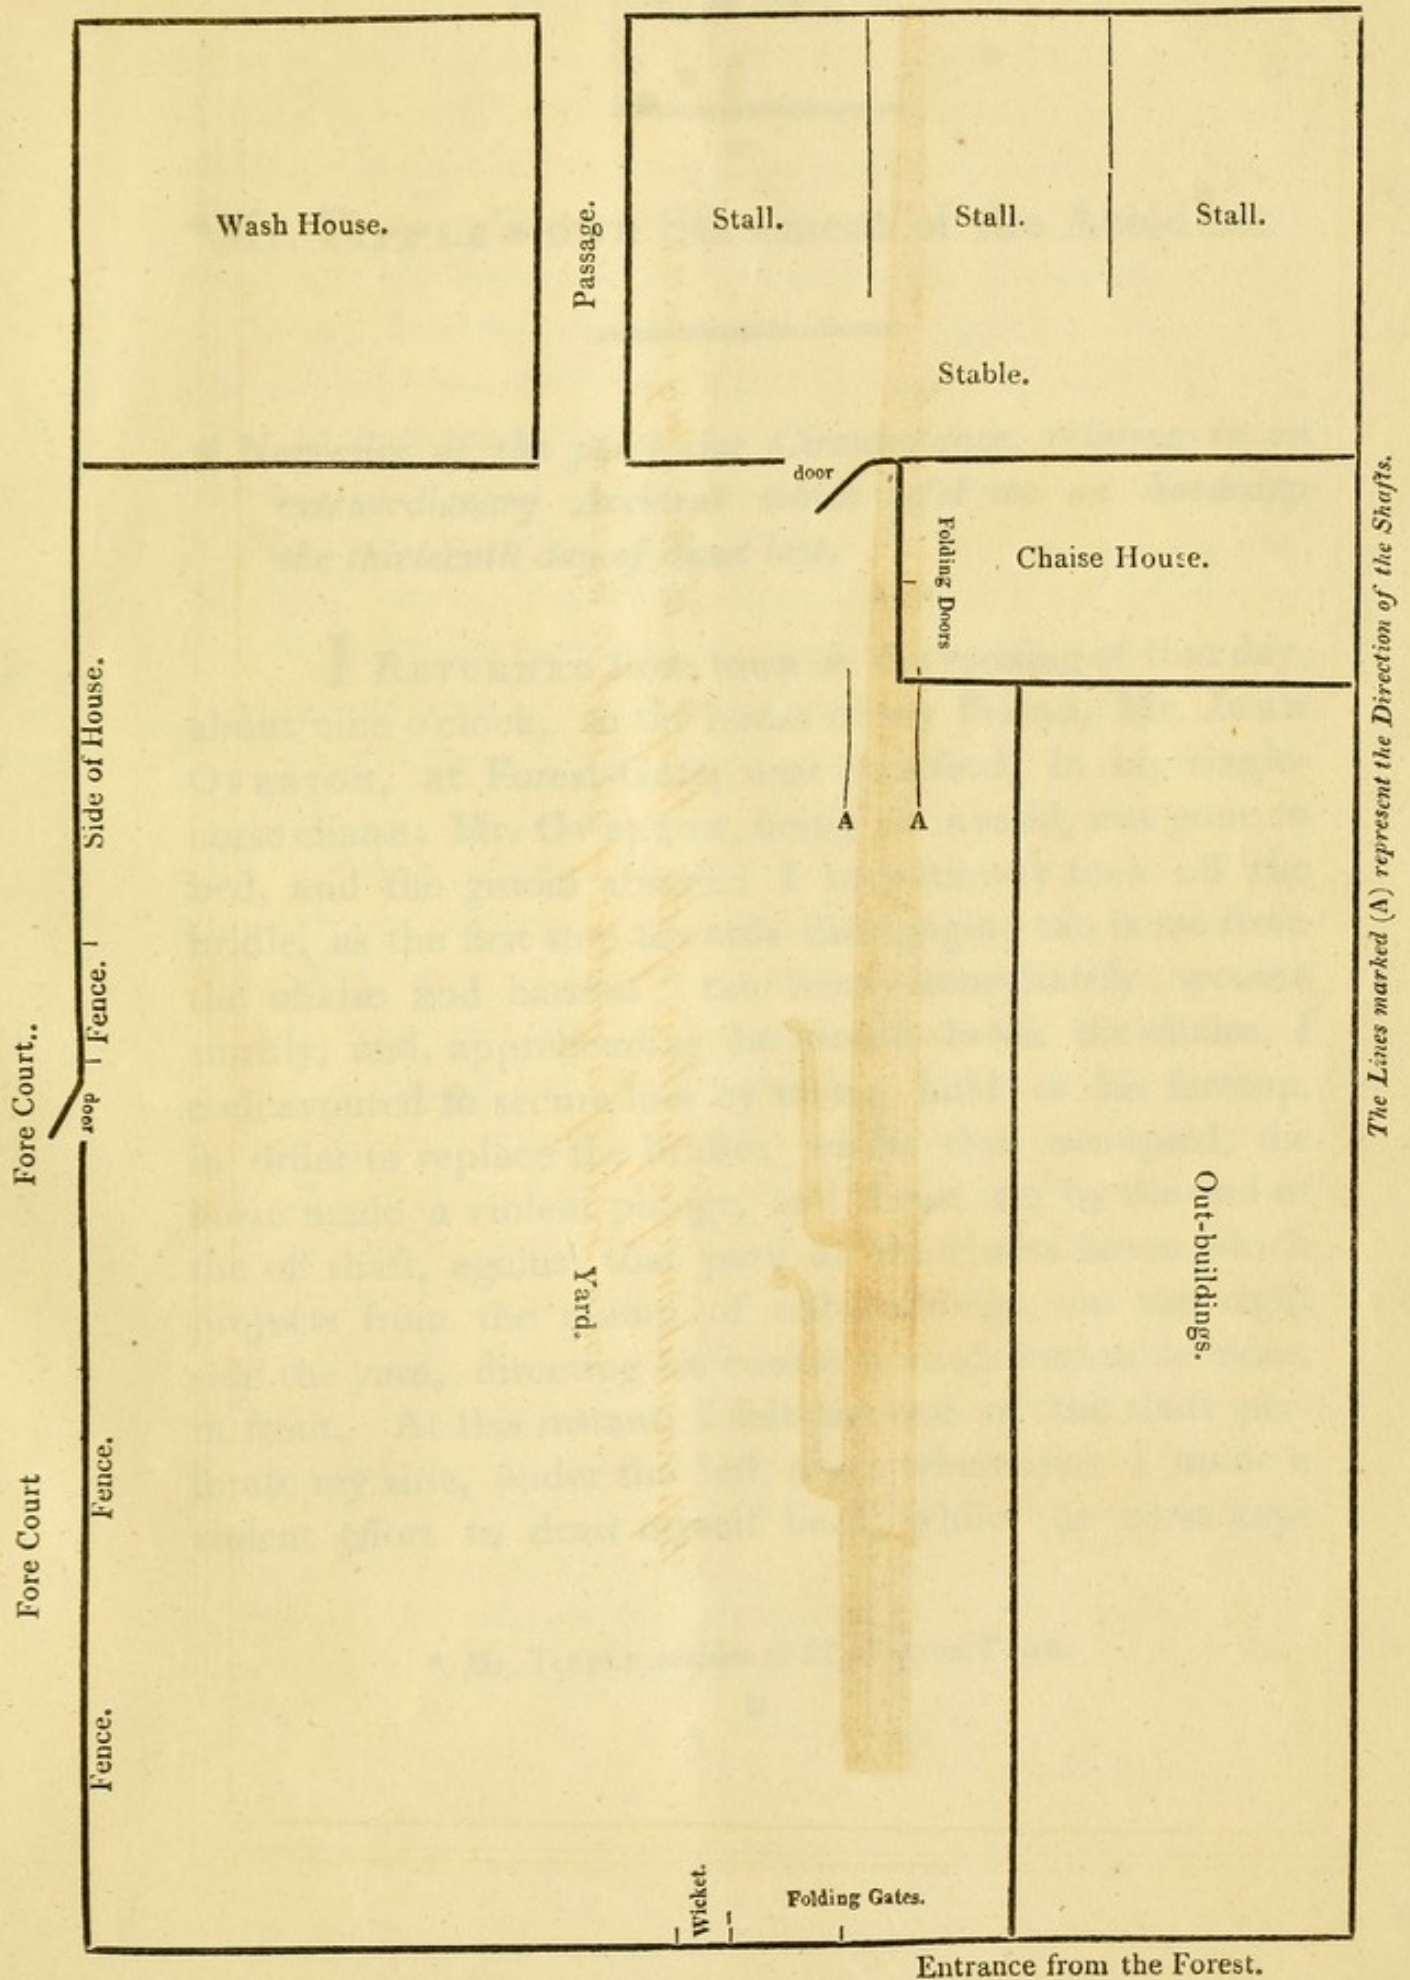 Wash House.
Passage.
Stall.
Stall.
Stall.
Stable.
door
Folding Doors
Chaise House.
Side of House.
A
A
Fence.
Fore Court..
door
Out-buildings.
Yard.
Fore Court
Fence.
Fence.
Wicket.
Folding Gates.
Entrance from the Forest.
The Lines marked (A) represent the Direction of the Shafts.